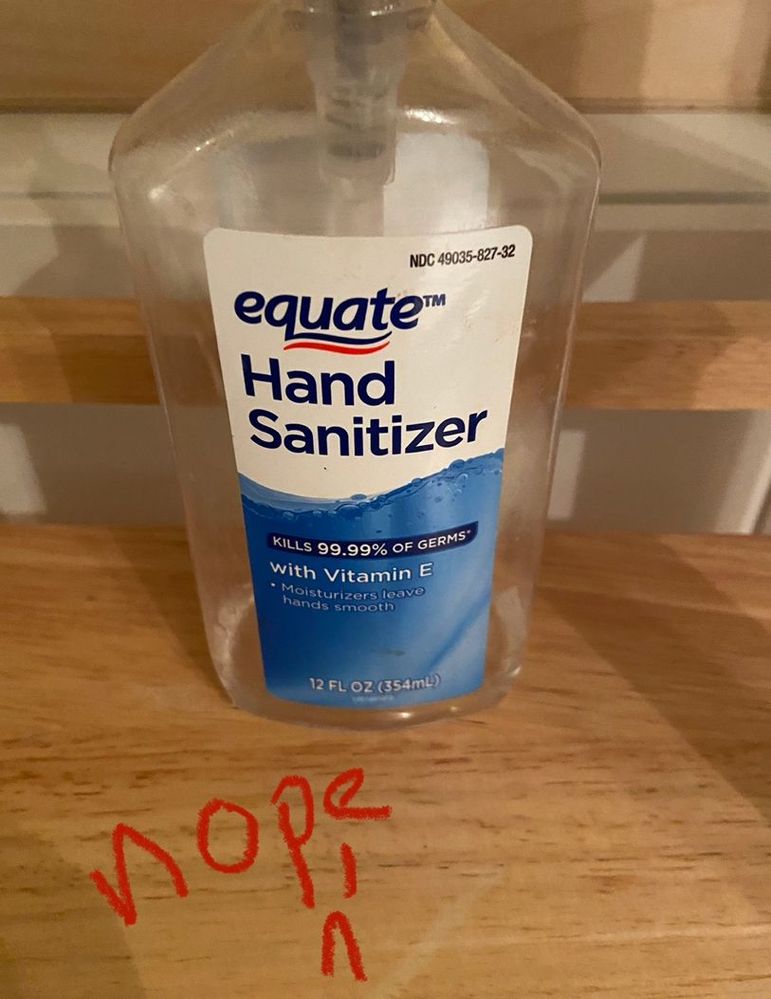 NDC 49035-827-32
equate™
Hand
Sanitizer
KILLS 99.99% OF GERMS*
with Vitamin E
• Moisturizers leave
hands smooth
12 FL OZ (354mL)
nope